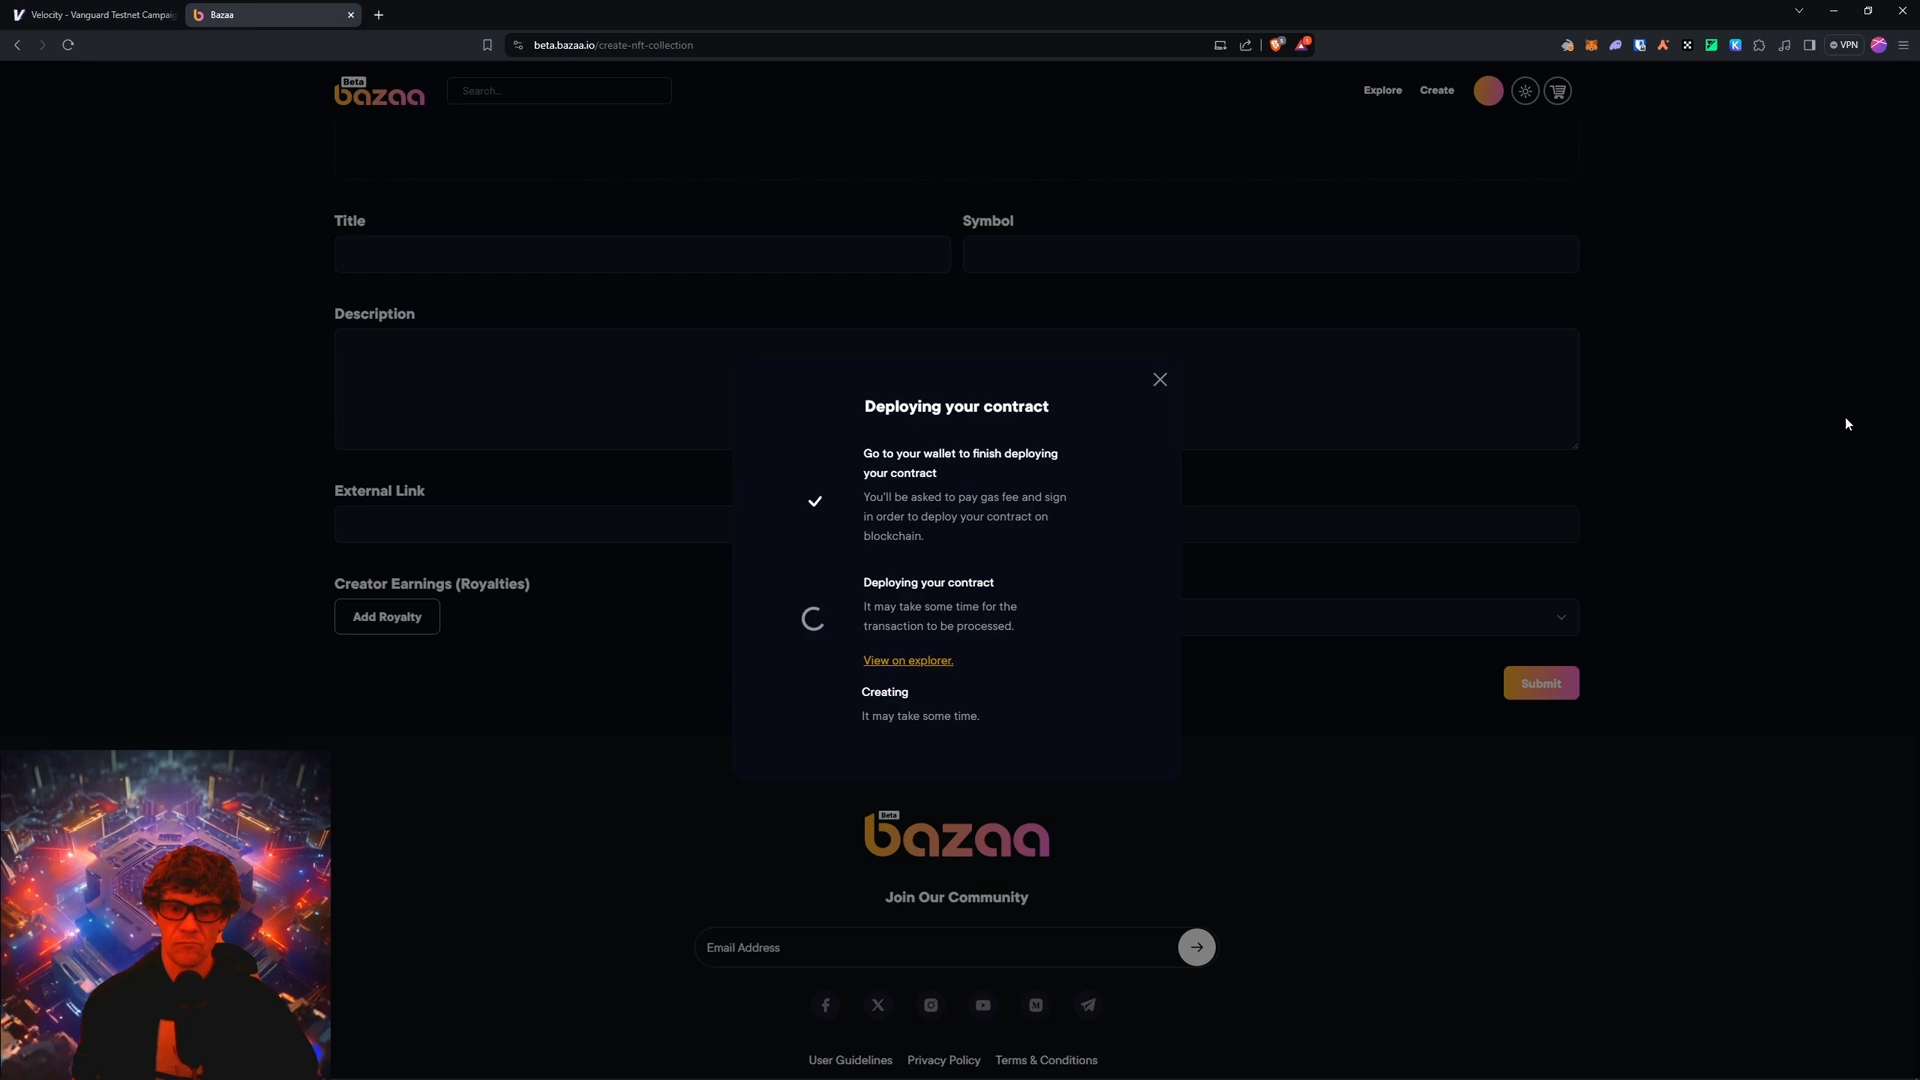 Velocity - Vanguard Testnet Campai
Bazaa
beta.bazaa.io/create-nft-collection
VPN
Beta
bazaa
Search...
Explore
Create
Title
Symbol
Description
Deploying your contract
Go to your wallet to finish deploying
your contract
You'll be asked to pay gas fee and sign
in order to deploy your contract on
blockchain.
External Link
Deploying your contract
It may take some time for the
transaction to be processed.
View on explorer.
Creator Earnings (Royalties)
Add Royalty
Creating
It may take some time.
Submit
Beta
bazaa
Join Our Community
Email Address
User Guidelines Privacy Policy Terms & Conditions